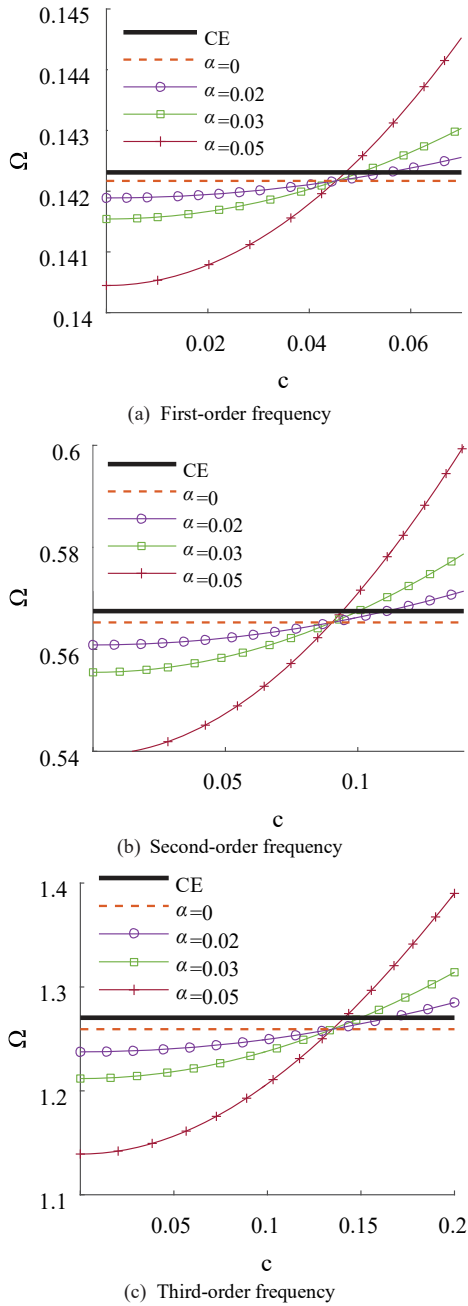 0.145
CE
α=0
α=0.02
α=0.03
α=0.05
0.144
0.143
Ω
0.142
0.141
0.14
0.02
0.04
0.06
c
(a) First-order frequency
0.6
CE
α=0
α=0.02
α=0.03
α=0.05
0.58
Ω
0.56
0.54
0.05
0.1
c
(b) Second-order frequency
1.4
CE
α=0
α=0.02
α=0.03
α=0.05
1.3
Ω
1.2
1.1
0.05
0.1
0.15
0.2
c
(c) Third-order frequency